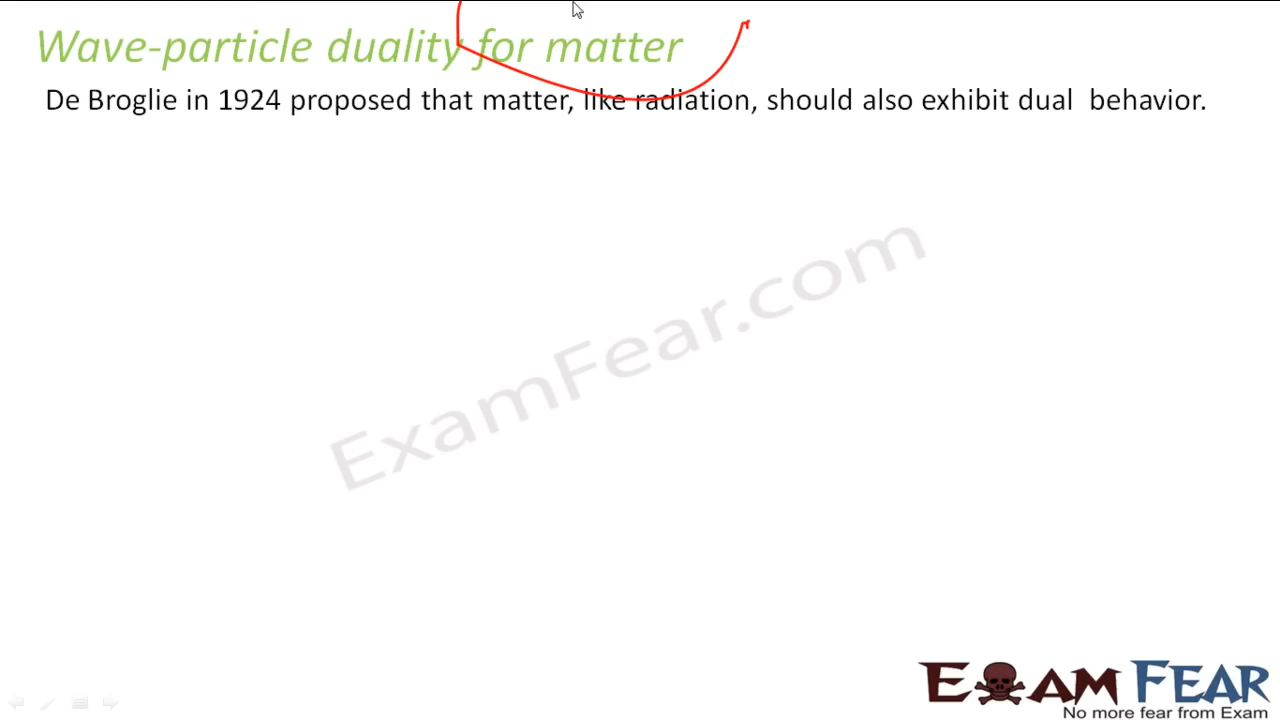 Wave-particle duality for matter
De Broglie in 1924 proposed that matter, like radiation, should also exhibit dual behavior.
ExamFear.com
EXAM FEAR
No more fear from Exam